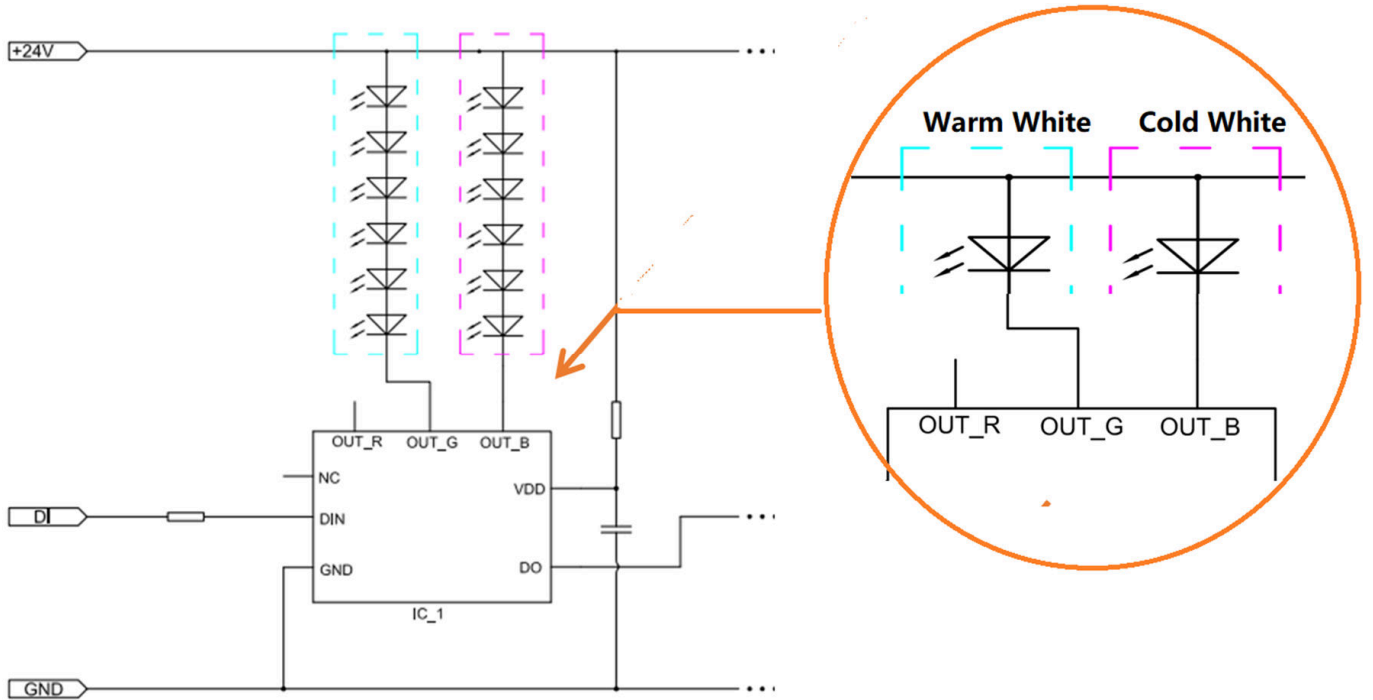 +24V
Warm White
Cold White
OUT_R
OUT_G
OUT_B
OUT_R
OUT_G
OUT_B
NC
VDD
DI
DIN
GND
DO
IC_1
GND